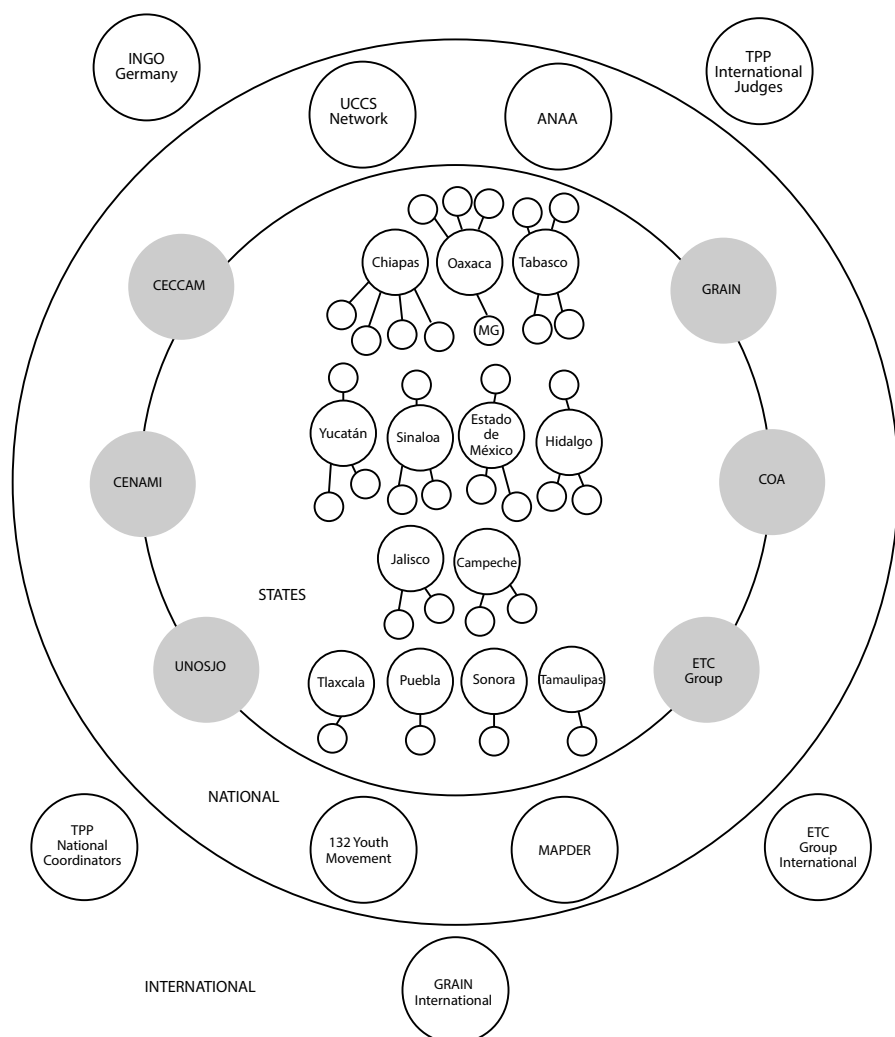 INGO
Germany
TPP
International
Judges
UCCS
Network
ANAA
Chiapas
Oaxaca
Tabasco
CECCAM
GRAIN
MG
Yucatán
Sinaloa
Estado
de
México
Hidalgo
CENAMI
COA
Jalisco
Campeche
STATES
UNOSJO
ETC
Group
Tlaxcala
Puebla
Sonora
Tamaulipas
NATIONAL
TPP
National
Coordinators
132 Youth
Movement
MAPDER
ETC
Group
International
INTERNATIONAL
GRAIN
International